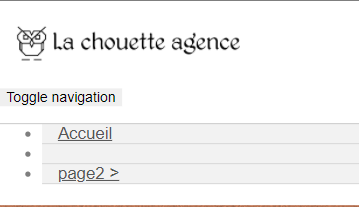 La chouette agence
Toggle navigation
Accueil
page2 >